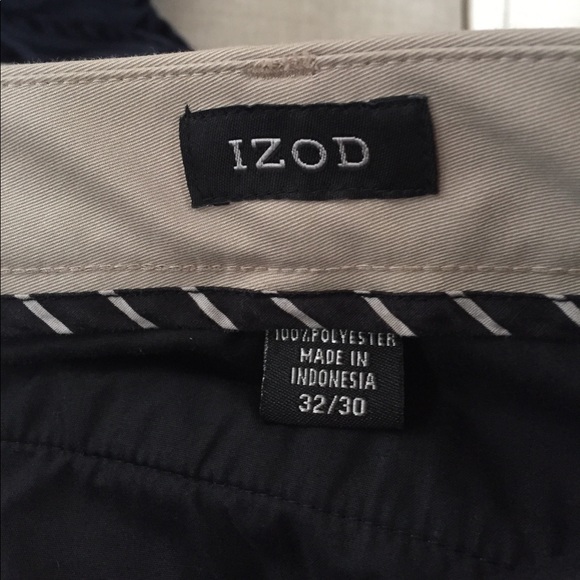 IZOD
100% POLYESTER
MADE IN
INDONESIA
32/30